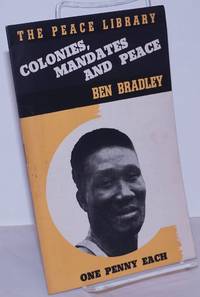 THE PEACE LIBRARY
COLONIES,
MANDATES
AND PEACE
BEN BRADLEY
ONE PENNY EACH